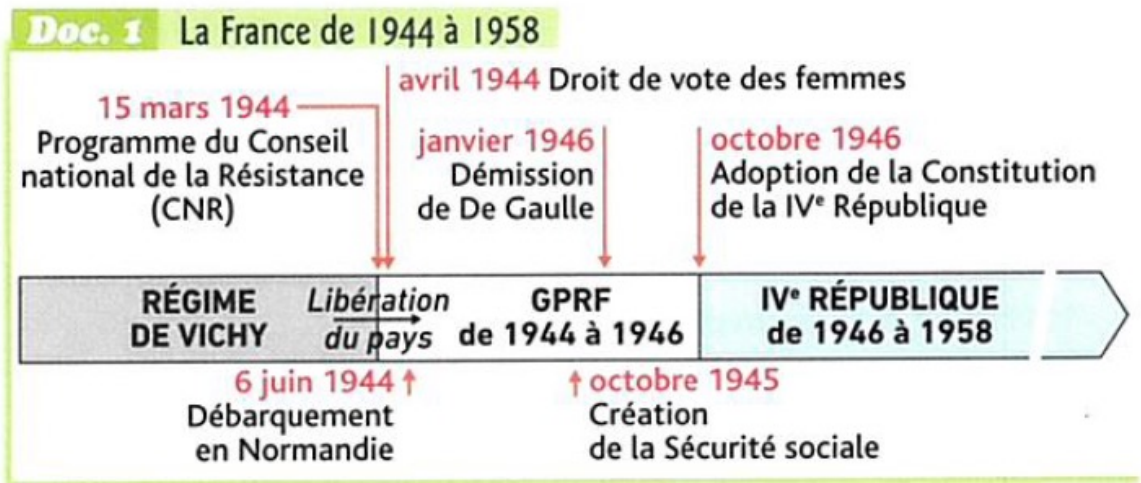 Doc. 1 La France de 1944 à 1958
avril 1944 Droit de vote des femmes
15 mars 1944
Programme du Conseil
national de la Résistance
(CNR)
janvier 1946
Démission
de De Gaulle
octobre 1946
Adoption de la Constitution
de la IVe République
RÉGIME
DE VICHY
Libération
du pays
GPRF
de 1944 à 1946
IVe RÉPUBLIQUE
de 1946 à 1958
6 juin 1944
Débarquement
en Normandie
octobre 1945
Création
de la Sécurité sociale